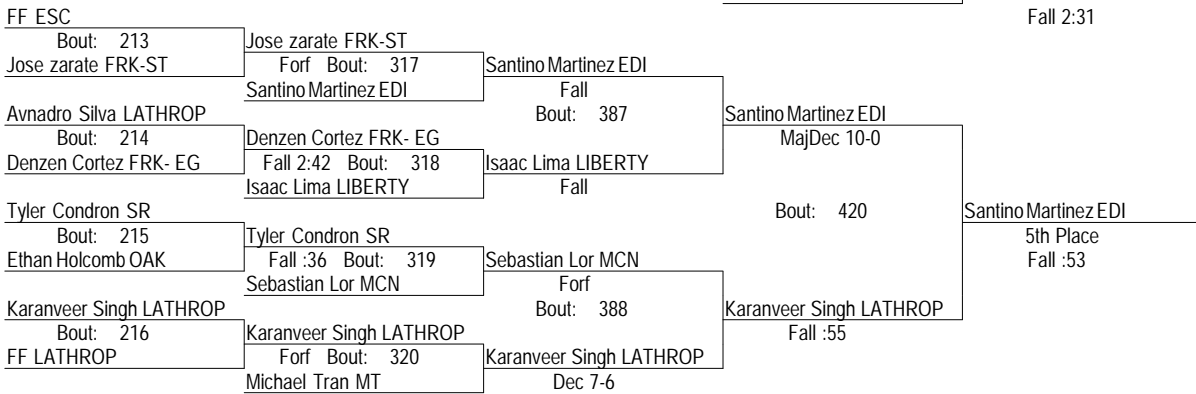 FF ESC Fall 2:31
Bout: 213 Jose zarate FRK-ST
Jose zarate FRK-ST Forf Bout: 317 Santino Martinez EDI
Santino Martinez EDI Fall
Avnadro Silva LATHROP Bout: 387 Santino Martinez EDI
Bout: 214 Denzen Cortez FRK- EG MajDec 10-0
Denzen Cortez FRK- EG Fall 2:42 Bout: 318 Isaac Lima LIBERTY
Isaac Lima LIBERTY Fall
Tyler Condron SR Bout: 420 Santino Martinez EDI
Bout: 215 Tyler Condron SR 5th Place
Ethan Holcomb OAK Fall :36 Bout: 319 Sebastian Lor MCN Fall :53
Sebastian Lor MCN Forf
Karanveer Singh LATHROP Bout: 388 Karanveer Singh LATHROP
Bout: 216 Karanveer Singh LATHROP Fall :55
FF LATHROP Forf Bout: 320 Karanveer Singh LATHROP
Michael Tran MT Dec 7-6